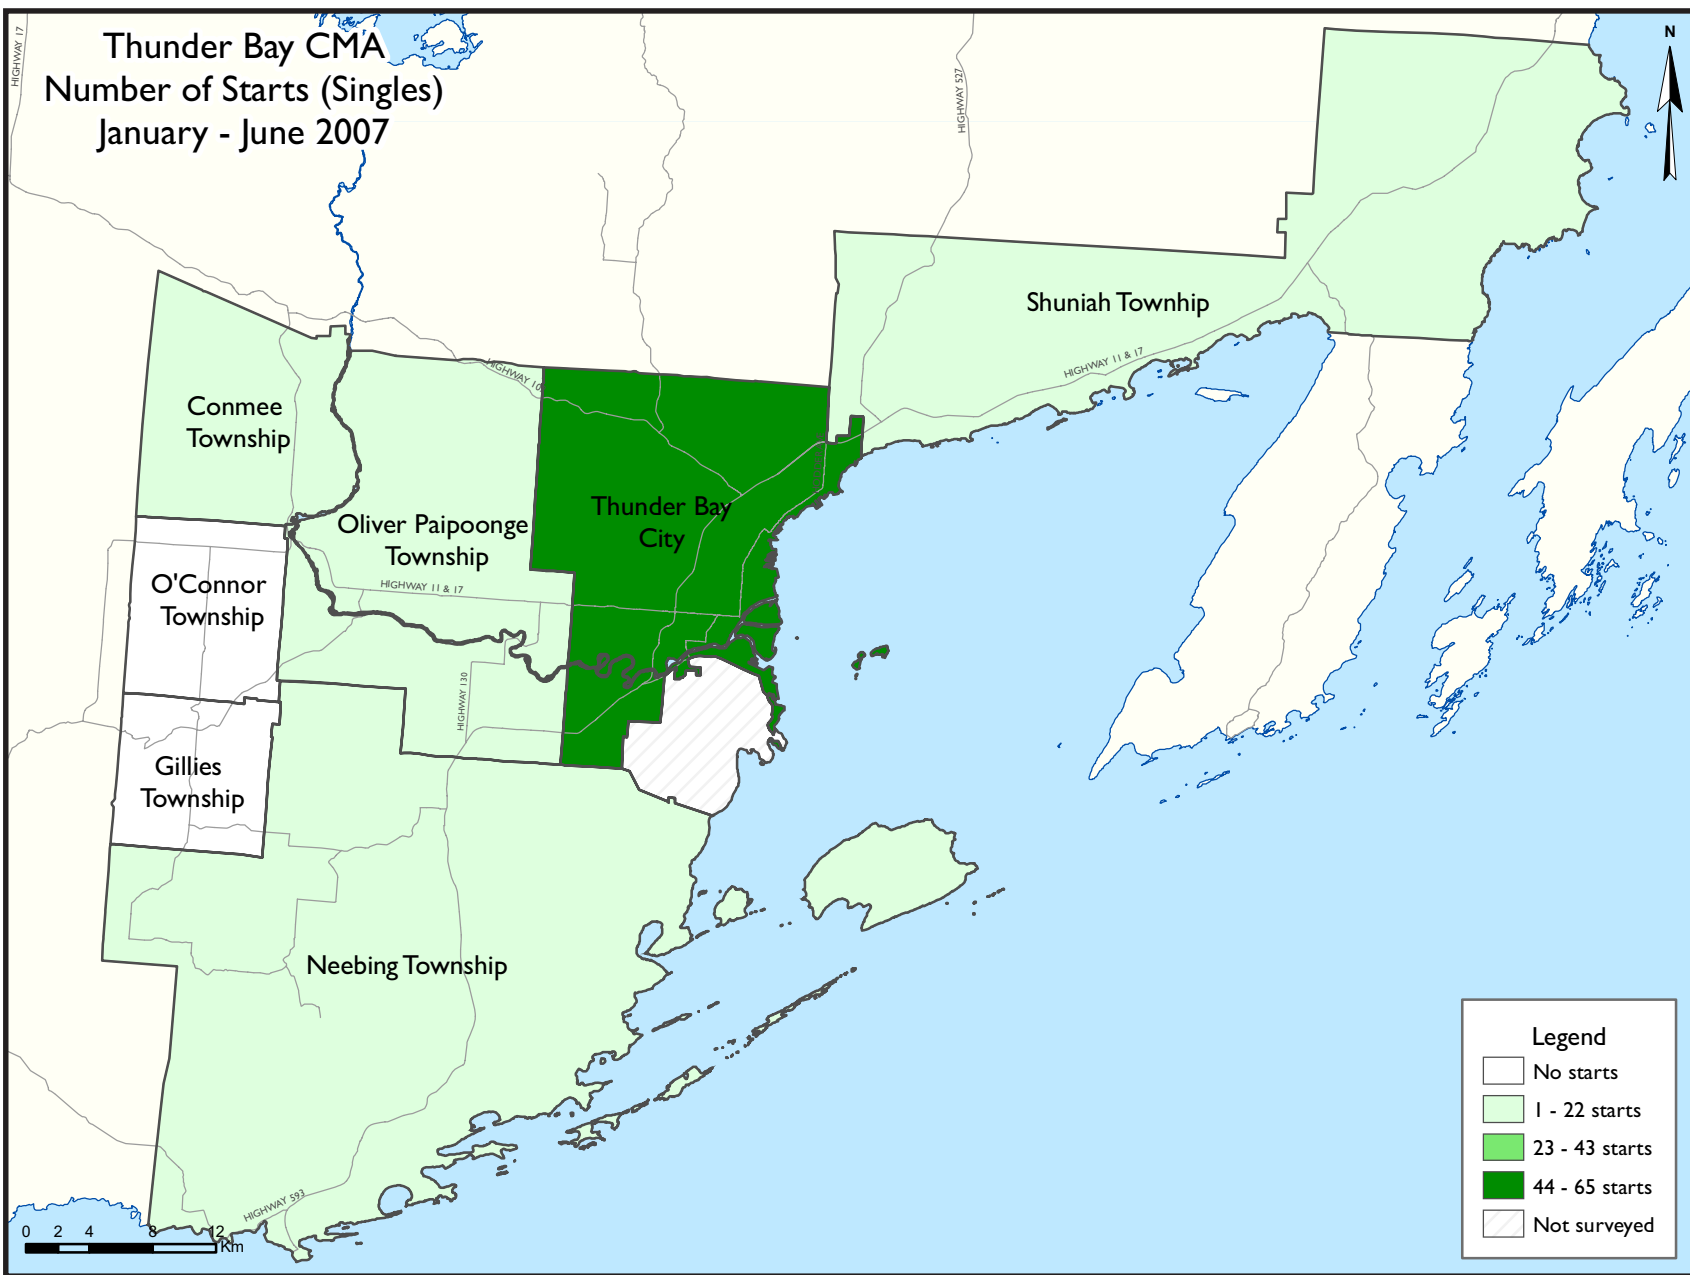 Thunder Bay CMA
Number of Starts (Singles)
January - June 2007
HIGHWAY 17
HIGHWAY 527
N
Shuniah Townhip
HIGHWAY 11 & 17
HIGHWAY 10
Conmee
Township
Thunder Bay
City
Oliver Paipoonge
Township
HIGHWAY 11 & 17
O'Connor
Township
HIGHWAY 130
Gillies
Township
Neebing Township
HIGHWAY 593
0 2 4 8 12
Km
Legend
No starts
1 - 22 starts
23 - 43 starts
44 - 65 starts
Not surveyed